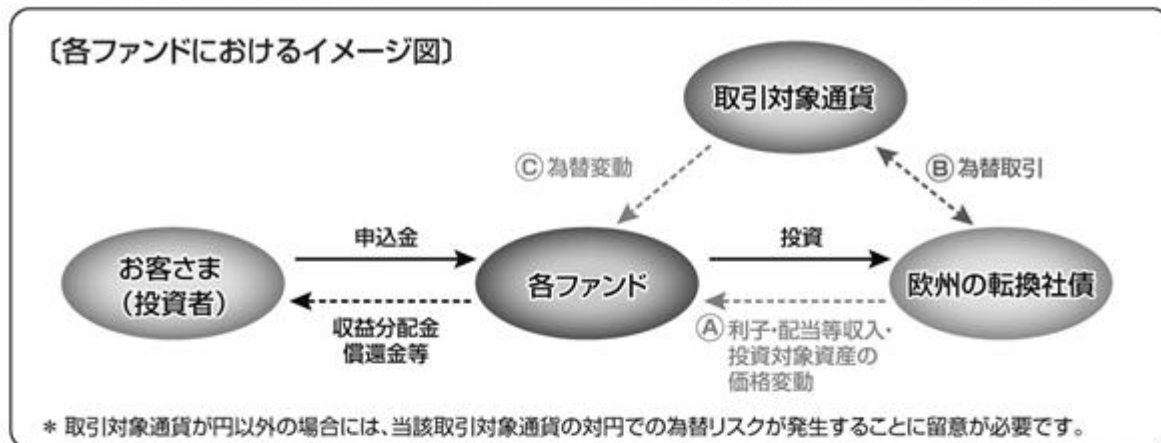 〔各ファンドにおけるイメージ図〕
取引対象通貨
Ⓒ為替変動
Ⓑ為替取引
申込金
投資
お客さま
（投資者）
各ファンド
欧州の転換社債
収益分配金
償還金等
Ⓐ利子・配当等収入・
投資対象資産の
価格変動
＊ 取引対象通貨が円以外の場合には、当該取引対象通貨の対円での為替リスクが発生することに留意が必要です。